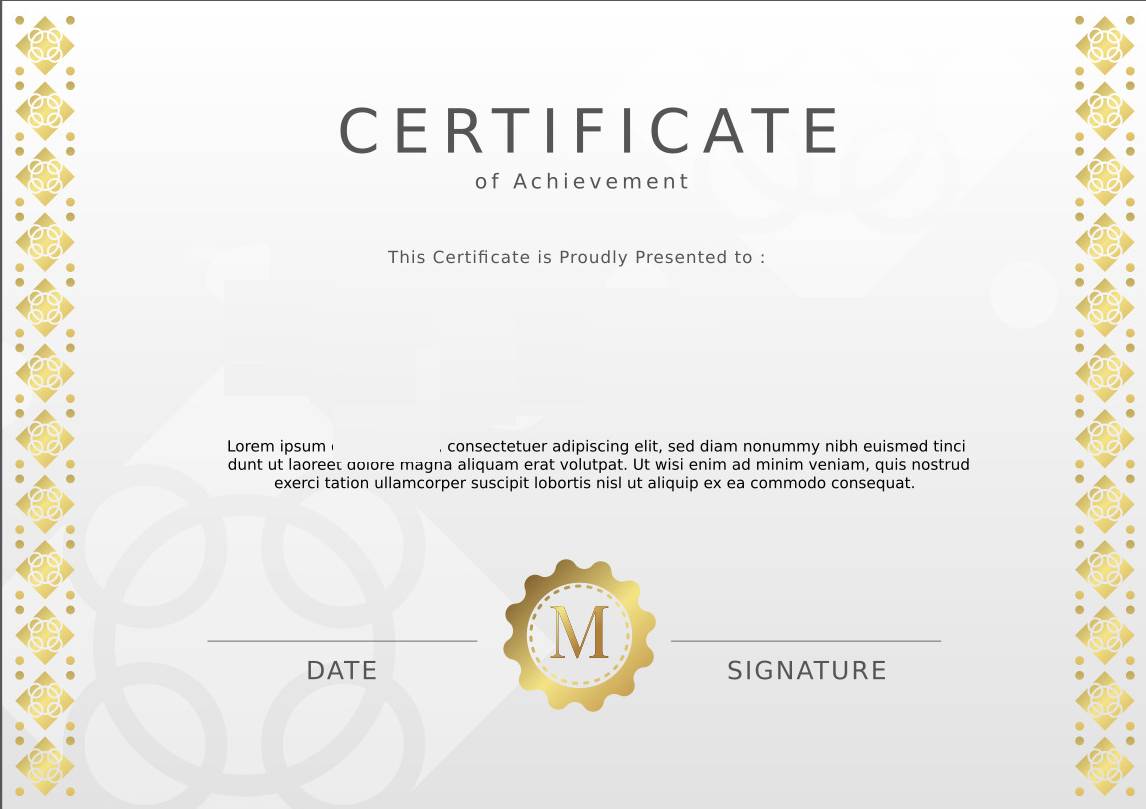 CERTIFICATE
of Achievement
This Certificate is Proudly Presented to :
Lorem ipsum , consectetuer adipiscing elit, sed diam nonummy nibh euismod tinci
dunt ut laoreet dolore magna aliquam erat volutpat. Ut wisi enim ad minim veniam, quis nostrud
exerci tation ullamcorper suscipit lobortis nisl ut aliquip ex ea commodo consequat.
M
DATE
SIGNATURE